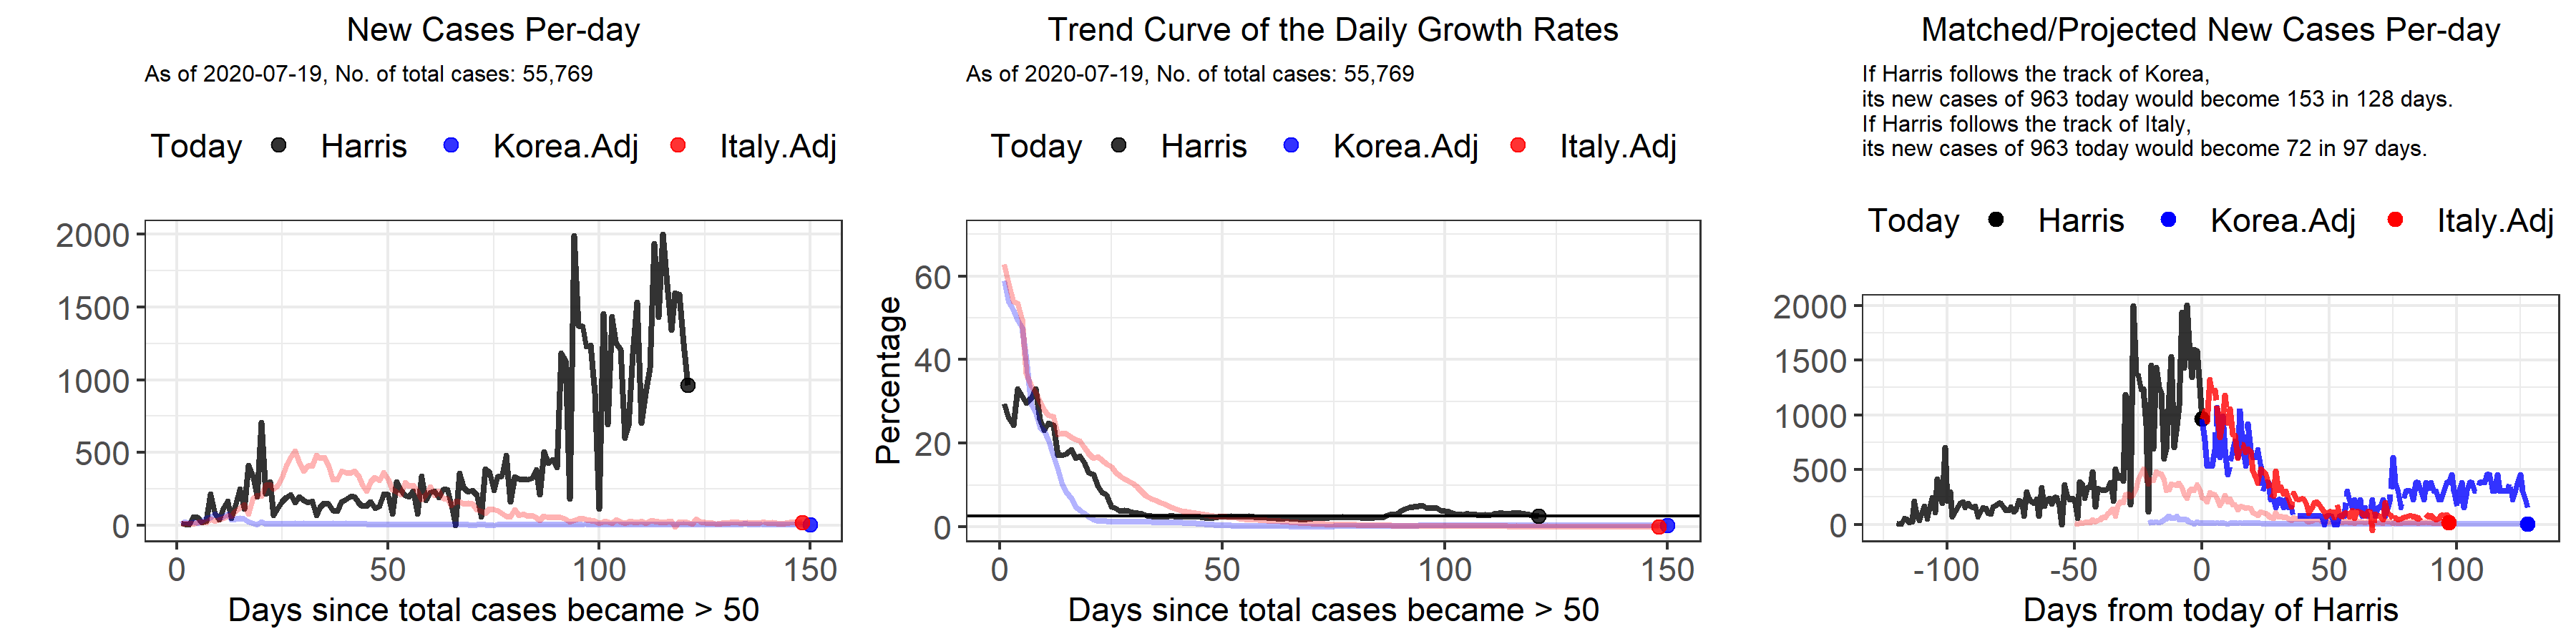 New Cases Per-day
As of 2020-07-19, No. of total cases: 55,769
Today Harris Korea.Adj Italy.Adj
2000
1500
1000
500
0
0 50 100 150
Days since total cases became > 50
Trend Curve of the Daily Growth Rates
As of 2020-07-19, No. of total cases: 55,769
Today Harris Korea.Adj Italy.Adj
Percentage
60
40
20
0
0 50 100 150
Days since total cases became > 50
Matched/Projected New Cases Per-day
If Harris follows the track of Korea,
its new cases of 963 today would become 153 in 128 days.
If Harris follows the track of Italy,
its new cases of 963 today would become 72 in 97 days.
Today Harris Korea.Adj Italy.Adj
2000
1500
1000
500
0
-100 -50 0 50 100
Days from today of Harris